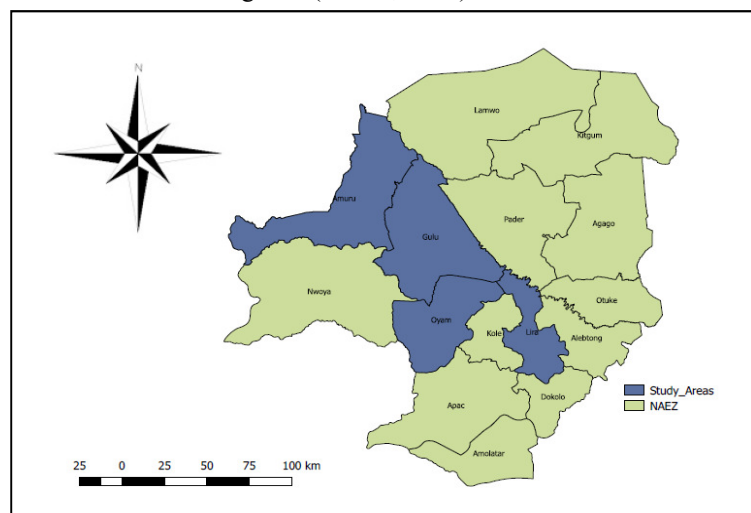 N
Lamwo
Kitgum
Amuru
Gulu
Pader
Agago
Nwoya
Oyam
Kole
Lira
Otuke
Alebtong
Apac
Dokolo
Amolatar
Study_Areas
NAEZ
25 0 25 50 75 100 km